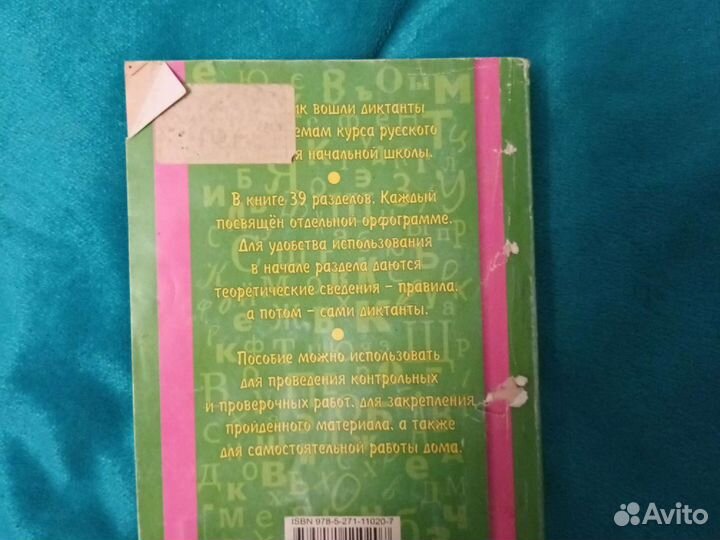 ик вошли диктанты
емам курса русского
я начальной школы.
В книге 39 разделов. Каждый
посвящён отдельной орфограмме.
Для удобства использования
в начале раздела даются
теоретические сведения – правила,
а потом – сами диктанты.
Пособие можно использовать
для проведения контрольных
и проверочных работ, для закрепления
пройденного материала, а также
для самостоятельной работы дома.
ISBN 978-5-271-11020-7
Avito